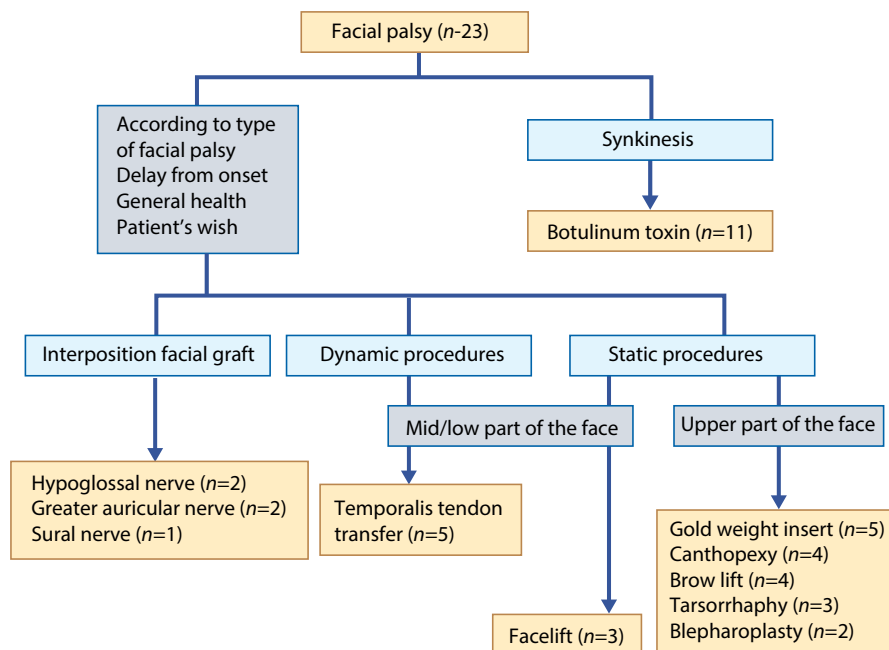 Facial palsy (n-23)
According to type
of facial palsy
Delay from onset
General health
Patient's wish
Synkinesis
Botulinum toxin (n=11)
Interposition facial graft
Dynamic procedures
Static procedures
Mid/low part of the face
Upper part of the face
Hypoglossal nerve (n=2)
Greater auricular nerve (n=2)
Sural nerve (n=1)
Temporalis tendon
transfer (n=5)
Gold weight insert (n=5)
Canthopexy (n=4)
Brow lift (n=4)
Tarsorrhaphy (n=3)
Blepharoplasty (n=2)
Facelift (n=3)